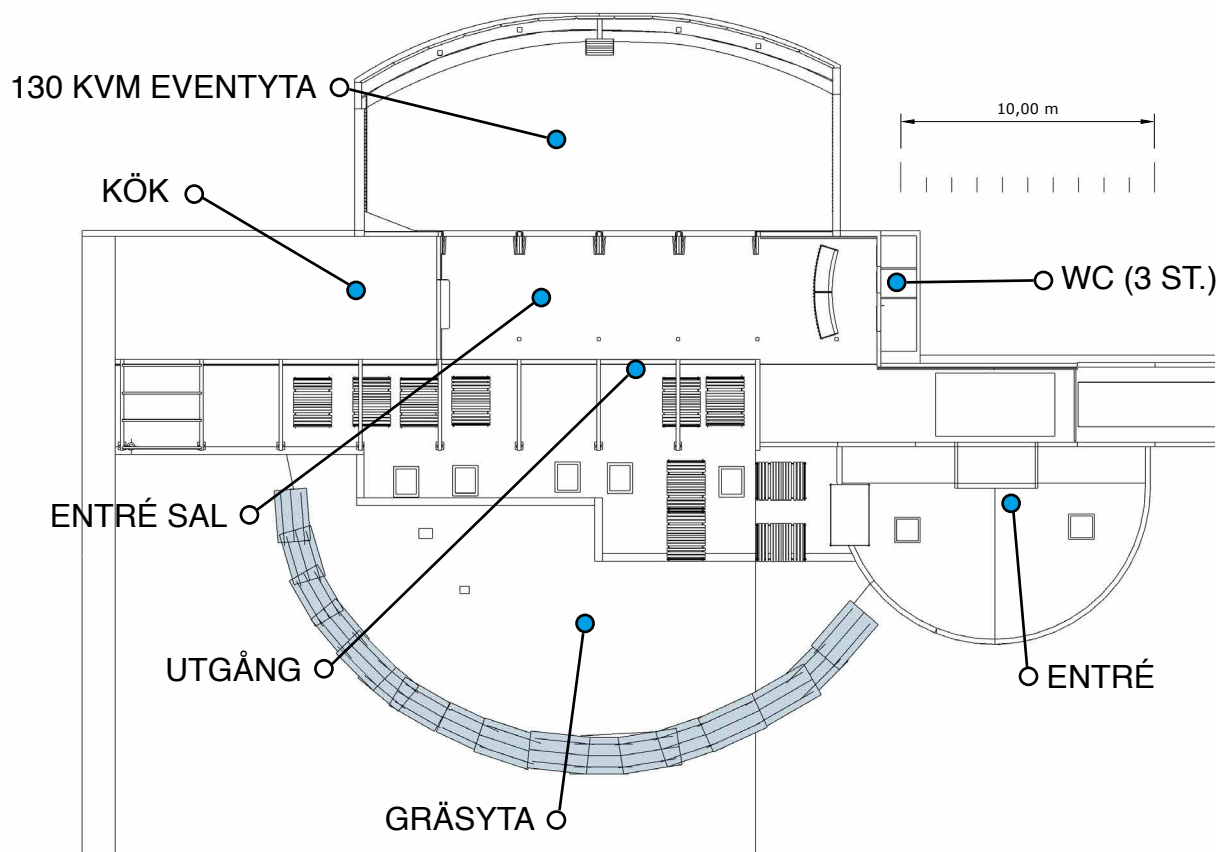 130 KVM EVENTYTA
10,00 m
KÖK
WC (3 ST.)
ENTRÉ SAL
UTGÅNG
ENTRÉ
GRÄSYTA